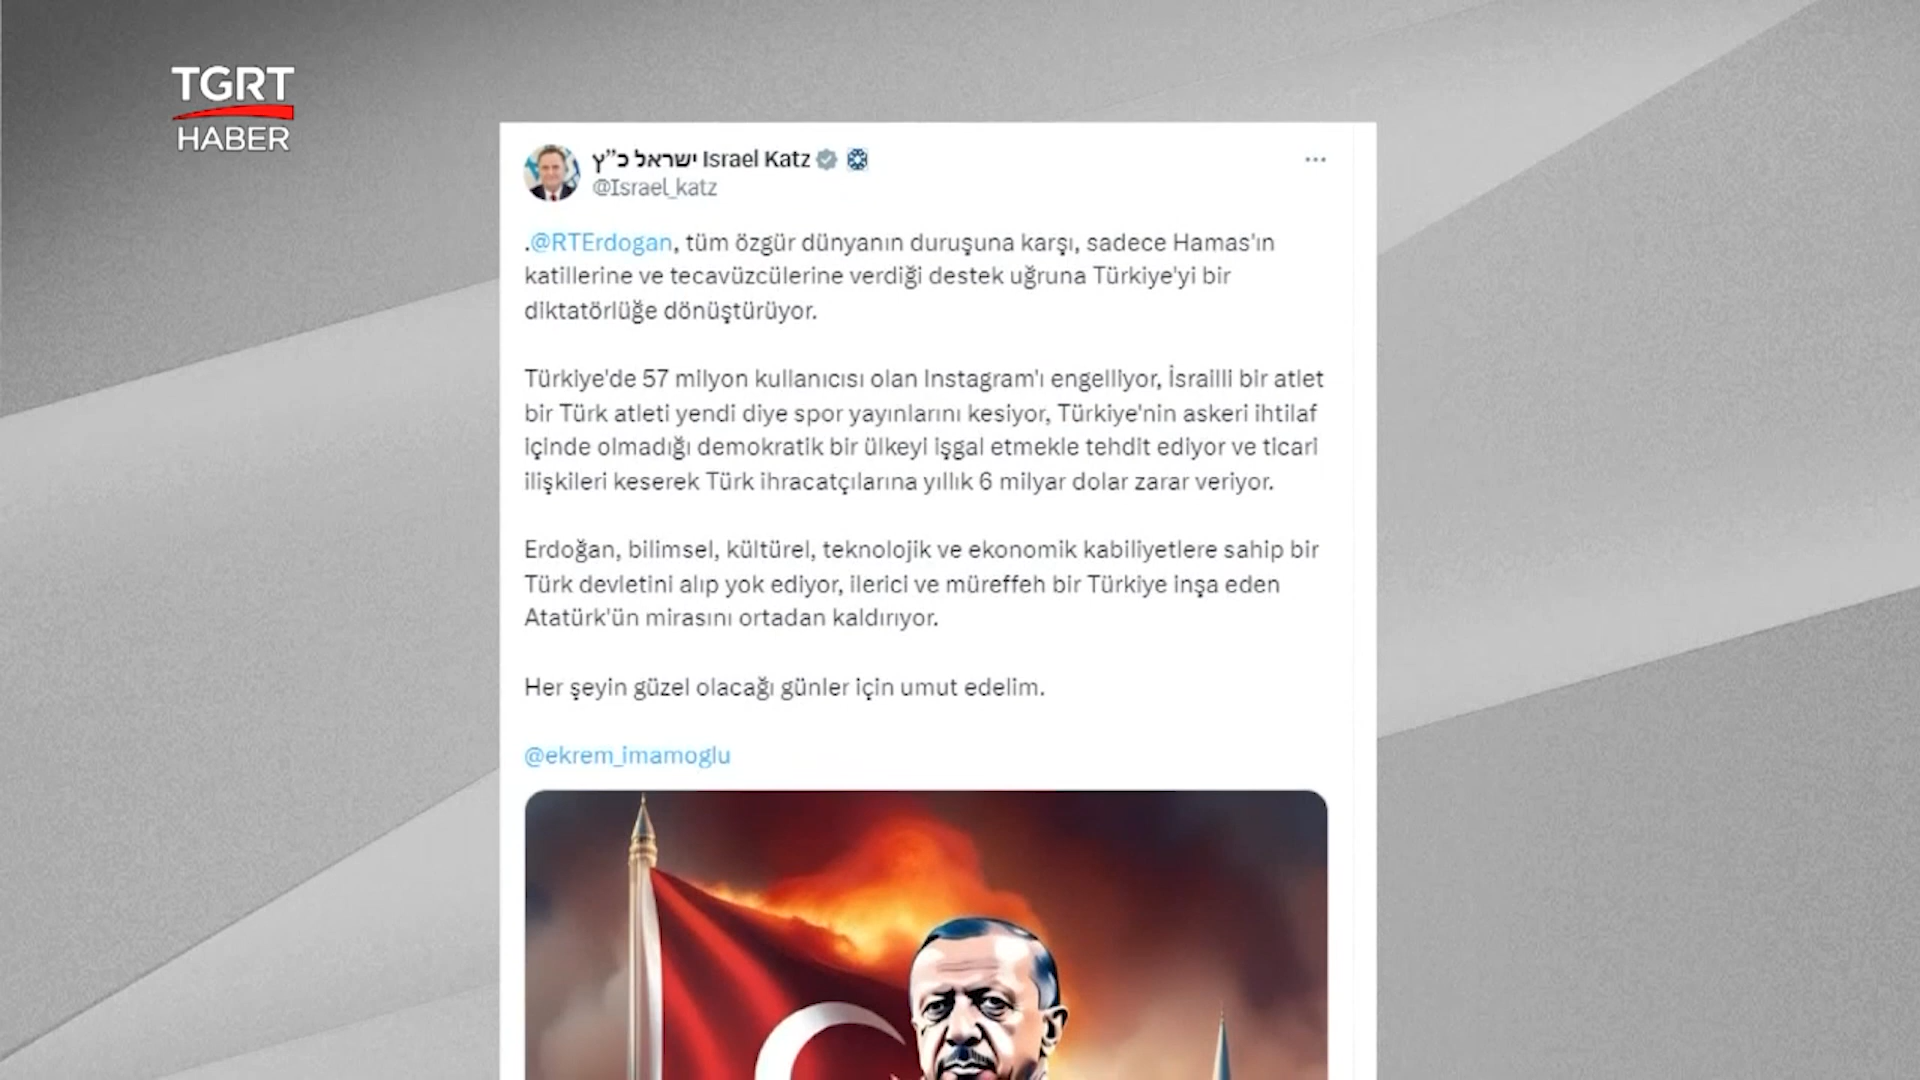 TGRT
HABER
ישראל כ”ץ Israel Katz
@Israel_katz
.@RTErdogan, tüm özgür dünyanın duruşuna karşı, sadece Hamas'ın
katillerine ve tecavüzcülerine verdiği destek uğruna Türkiye'yi bir
diktatörlüğe dönüştürüyor.
Türkiye'de 57 milyon kullanıcısı olan Instagram'ı engelliyor, İsrailli bir atlet
bir Türk atleti yendi diye spor yayınlarını kesiyor, Türkiye'nin askeri ihtilaf
içinde olmadığı demokratik bir ülkeyi işgal etmekle tehdit ediyor ve ticari
ilişkileri keserek Türk ihracatçılarına yıllık 6 milyar dolar zarar veriyor.
Erdoğan, bilimsel, kültürel, teknolojik ve ekonomik kabiliyetlere sahip bir
Türk devletini alıp yok ediyor, ilerici ve müreffeh bir Türkiye inşa eden
Atatürk'ün mirasını ortadan kaldırıyor.
Her şeyin güzel olacağı günler için umut edelim.
@ekrem_imamoglu